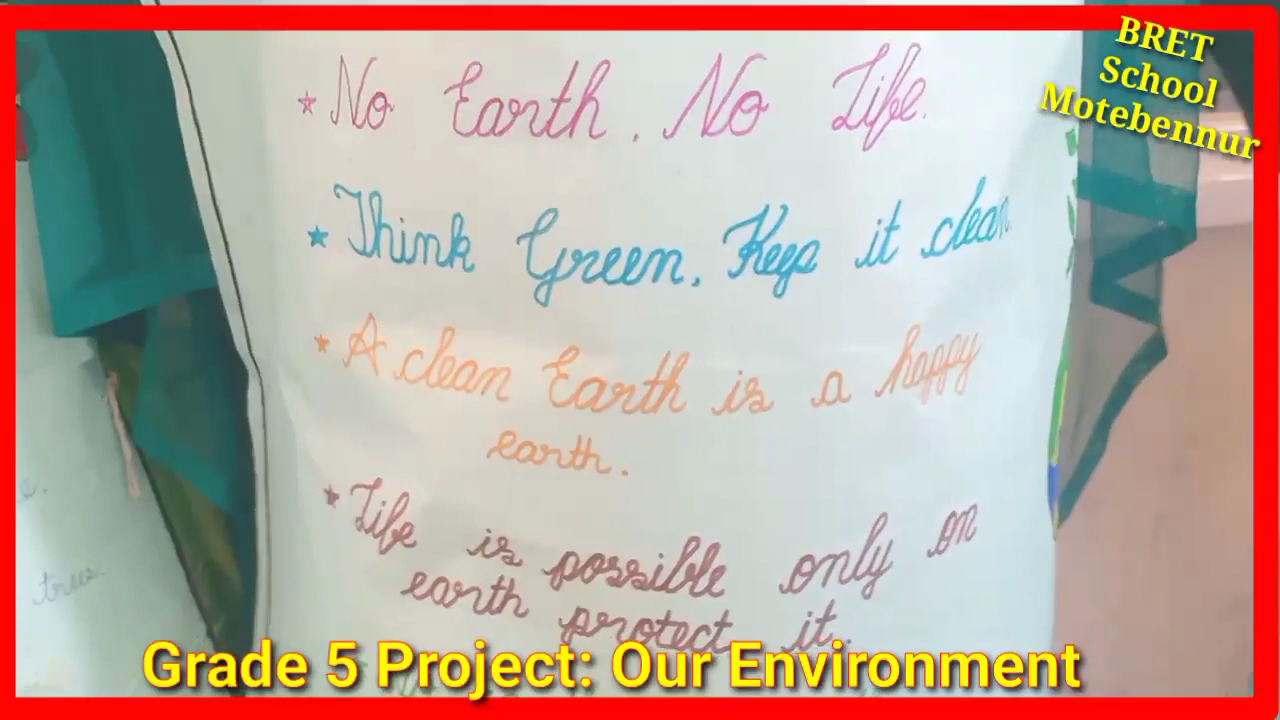 BRET
School
Motebennur
No Earth. No Life.
Think Green, Keep it clean.
A clean Earth is a happy
earth.
Life is possible only on
earth protect it.
trees
Grade 5 Project: Our Environment